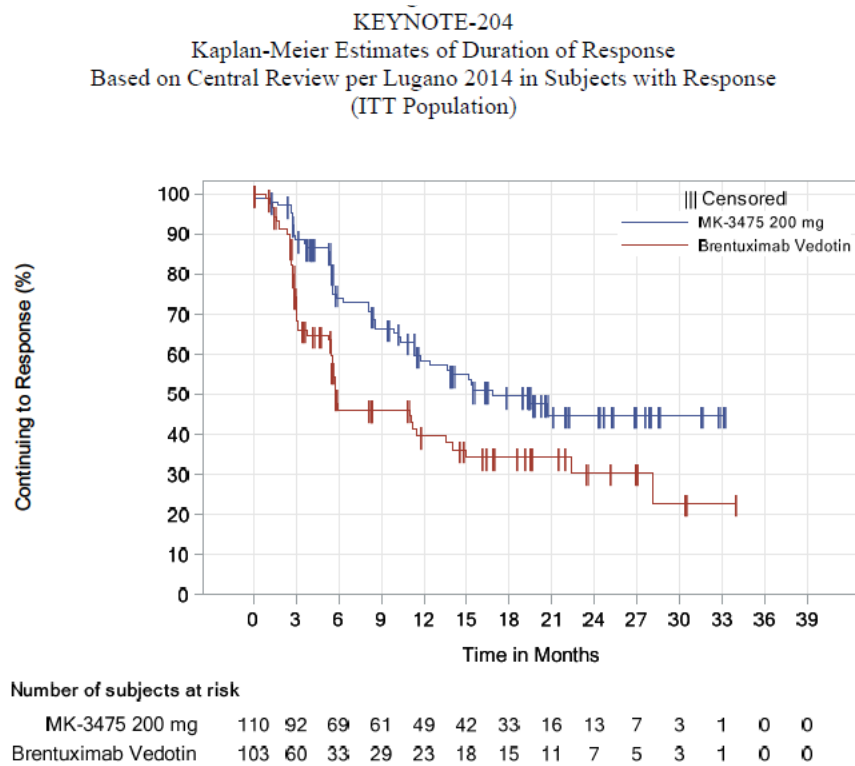 KEYNOTE-204
Kaplan-Meier Estimates of Duration of Response
Based on Central Review per Lugano 2014 in Subjects with Response
(ITT Population)
||| Censored
MK-3475 200 mg
Brentuximab Vedotin
Continuing to Response (%)
100
90
80
70
60
50
40
30
20
10
0
0 3 6 9 12 15 18 21 24 27 30 33 36 39
Time in Months
Number of subjects at risk
MK-3475 200 mg 110 92 69 61 49 42 33 16 13 7 3 1 0 0
Brentuximab Vedotin 103 60 33 29 23 18 15 11 7 5 3 1 0 0